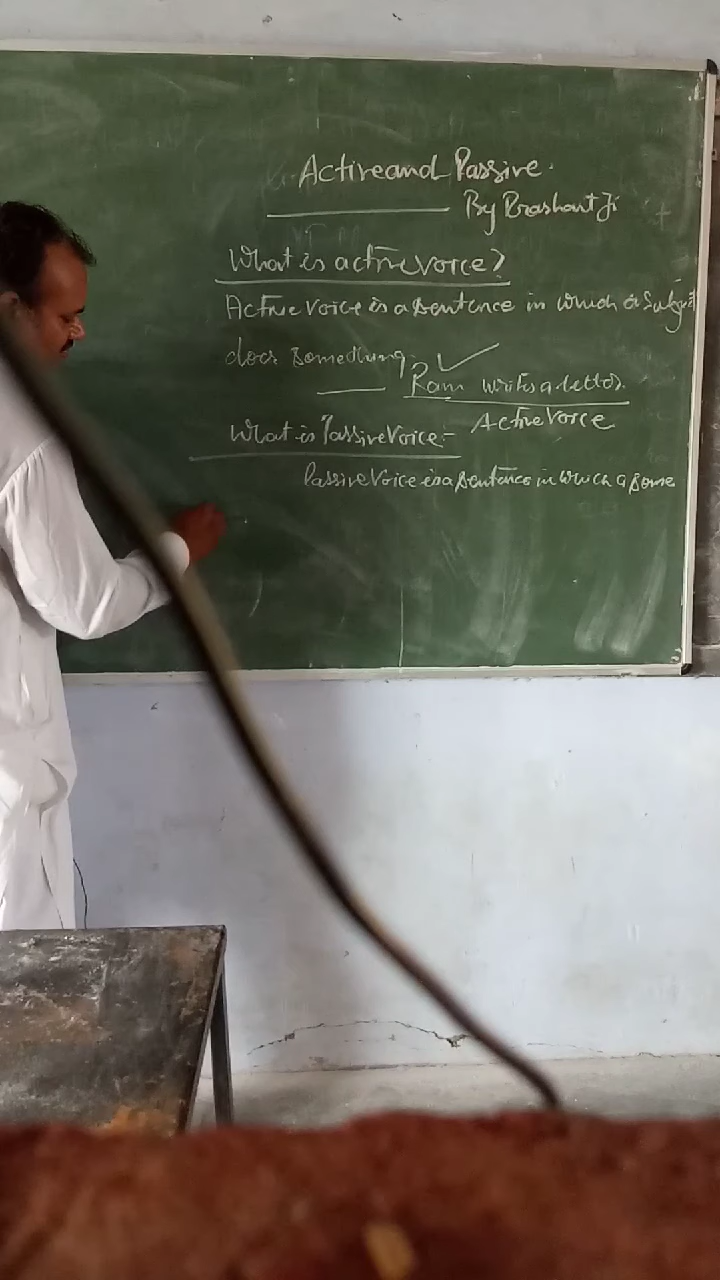 Active and Passive.
By Prashant Ji
What is active voice?
Active Voice is a sentence in which a Subject
does something.
Ram writes a letter.
Active Voice
What is Passive Voice:-
Passive Voice is a sentence in which a some